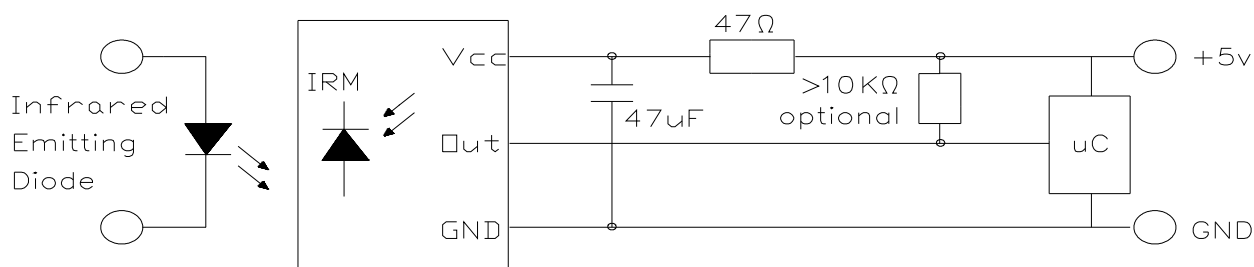 Infrared
Emitting
Diode
IRM
Vcc
Out
GND
47Ω
47uF
>10KΩ
optional
uC
+5v
GND